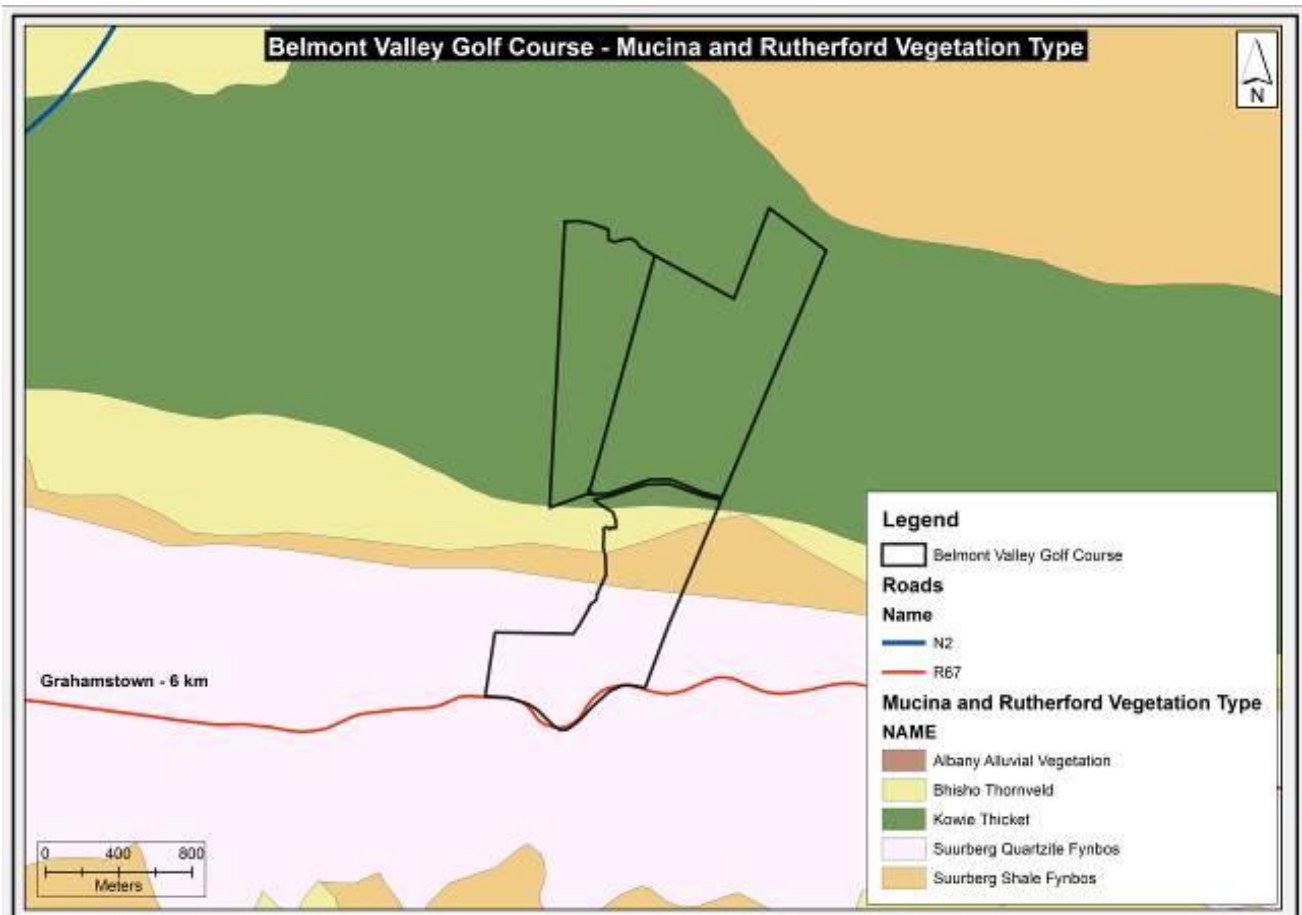 Belmont Valley Golf Course - Mucina and Rutherford Vegetation Type
N
Grahamstown - 6 km
0 400 800
Meters
Legend
Belmont Valley Golf Course
Roads
Name
N2
R67
Mucina and Rutherford Vegetation Type
NAME
Albany Alluvial Vegetation
Bhisho Thornveld
Kowie Thicket
Suurberg Quartzite Fynbos
Suurberg Shale Fynbos